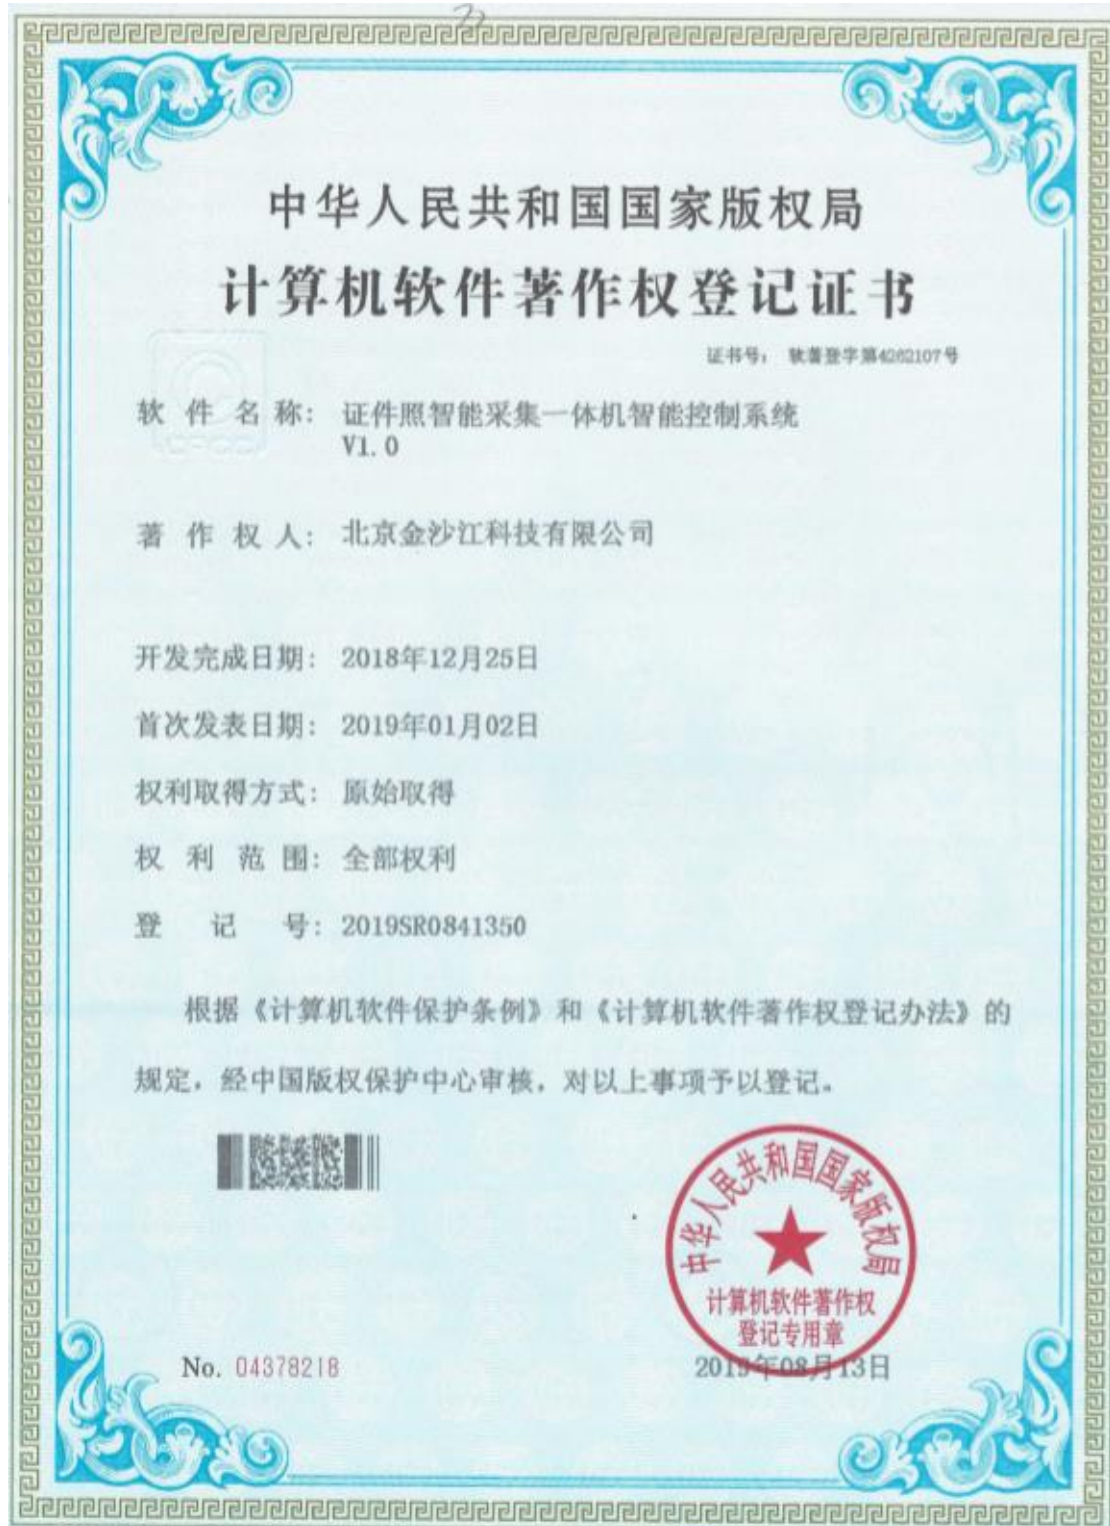 中华人民共和国国家版权局
计算机软件著作权登记证书
证书号： 软著登字第4262107号
软件名称： 证件照智能采集一体机智能控制系统
V1.0
著作权人： 北京金沙江科技有限公司
开发完成日期： 2018年12月25日
首次发表日期： 2019年01月02日
权利取得方式： 原始取得
权利范围： 全部权利
登记号： 2019SR0841350
根据《计算机软件保护条例》和《计算机软件著作权登记办法》的
规定，经中国版权保护中心审核，对以上事项予以登记。
中华人民共和国国家版权局
计算机软件著作权
登记专用章
No. 04378218
2019年08月13日